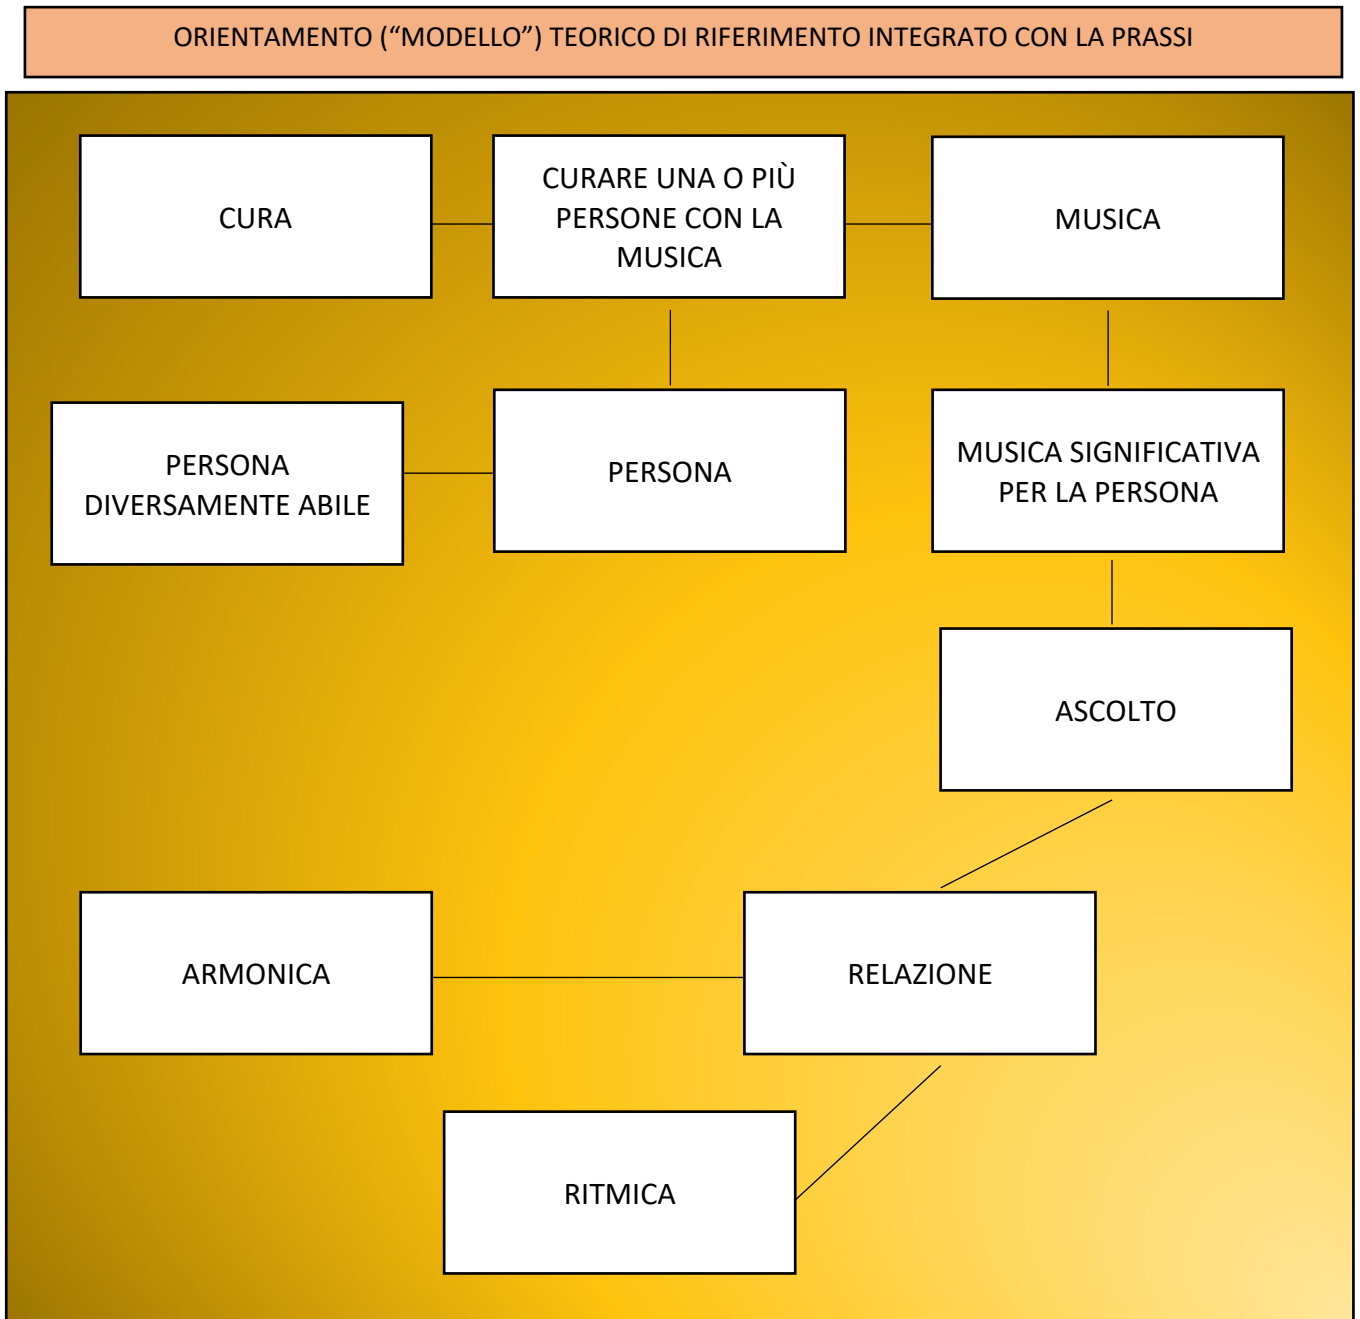 ORIENTAMENTO (“MODELLO”) TEORICO DI RIFERIMENTO INTEGRATO CON LA PRASSI
CURA
CURARE UNA O PIÙ
PERSONE CON LA
MUSICA
MUSICA
PERSONA
DIVERSAMENTE ABILE
PERSONA
MUSICA SIGNIFICATIVA
PER LA PERSONA
ASCOLTO
ARMONICA
RELAZIONE
RITMICA